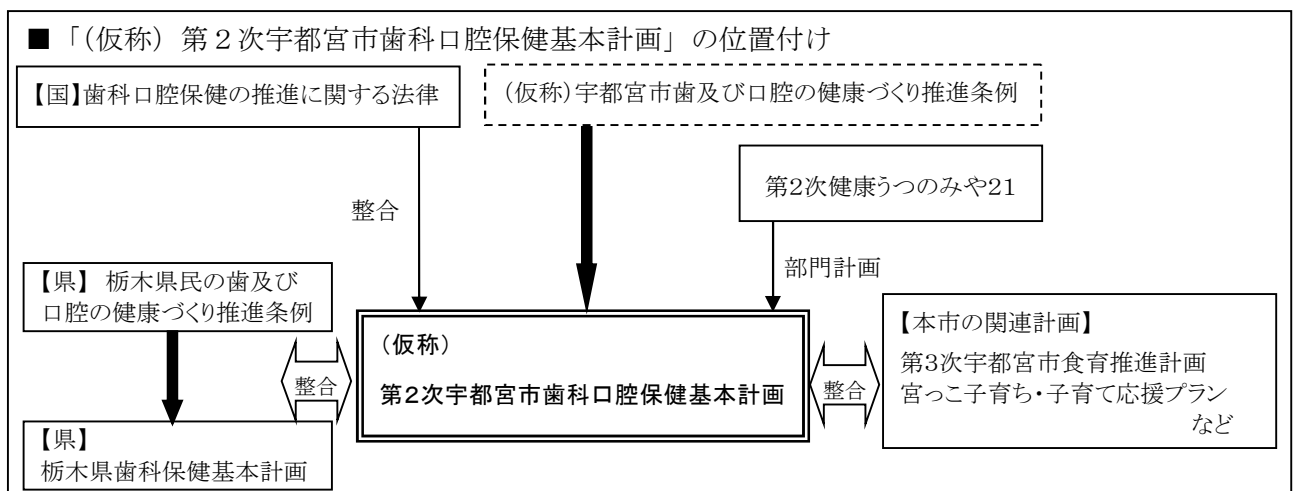 ■「(仮称) 第2次宇都宮市歯科口腔保健基本計画」の位置付け
【国】歯科口腔保健の推進に関する法律
(仮称)宇都宮市歯及び口腔の健康づくり推進条例
第2次健康うつのみや21
整合
部門計画
【県】 栃木県民の歯及び
口腔の健康づくり推進条例
整合
【県】
栃木県歯科保健基本計画
(仮称)
第2次宇都宮市歯科口腔保健基本計画
整合
【本市の関連計画】
第3次宇都宮市食育推進計画
宮っこ子育ち・子育て応援プラン
など